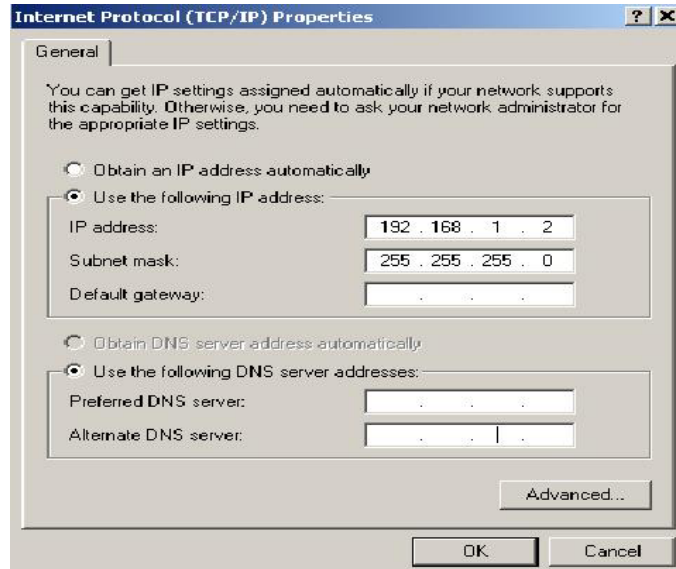 Internet Protocol (TCP/IP) Properties
General
You can get IP settings assigned automatically if your network supports
this capability. Otherwise, you need to ask your network administrator for
the appropriate IP settings.
Obtain an IP address automatically
Use the following IP address:
IP address: 192 . 168 . 1 . 2
Subnet mask: 255 . 255 . 255 . 0
Default gateway: . . .
Obtain DNS server address automatically
Use the following DNS server addresses:
Preferred DNS server: . . .
Alternate DNS server: . . .
Advanced...
OK Cancel